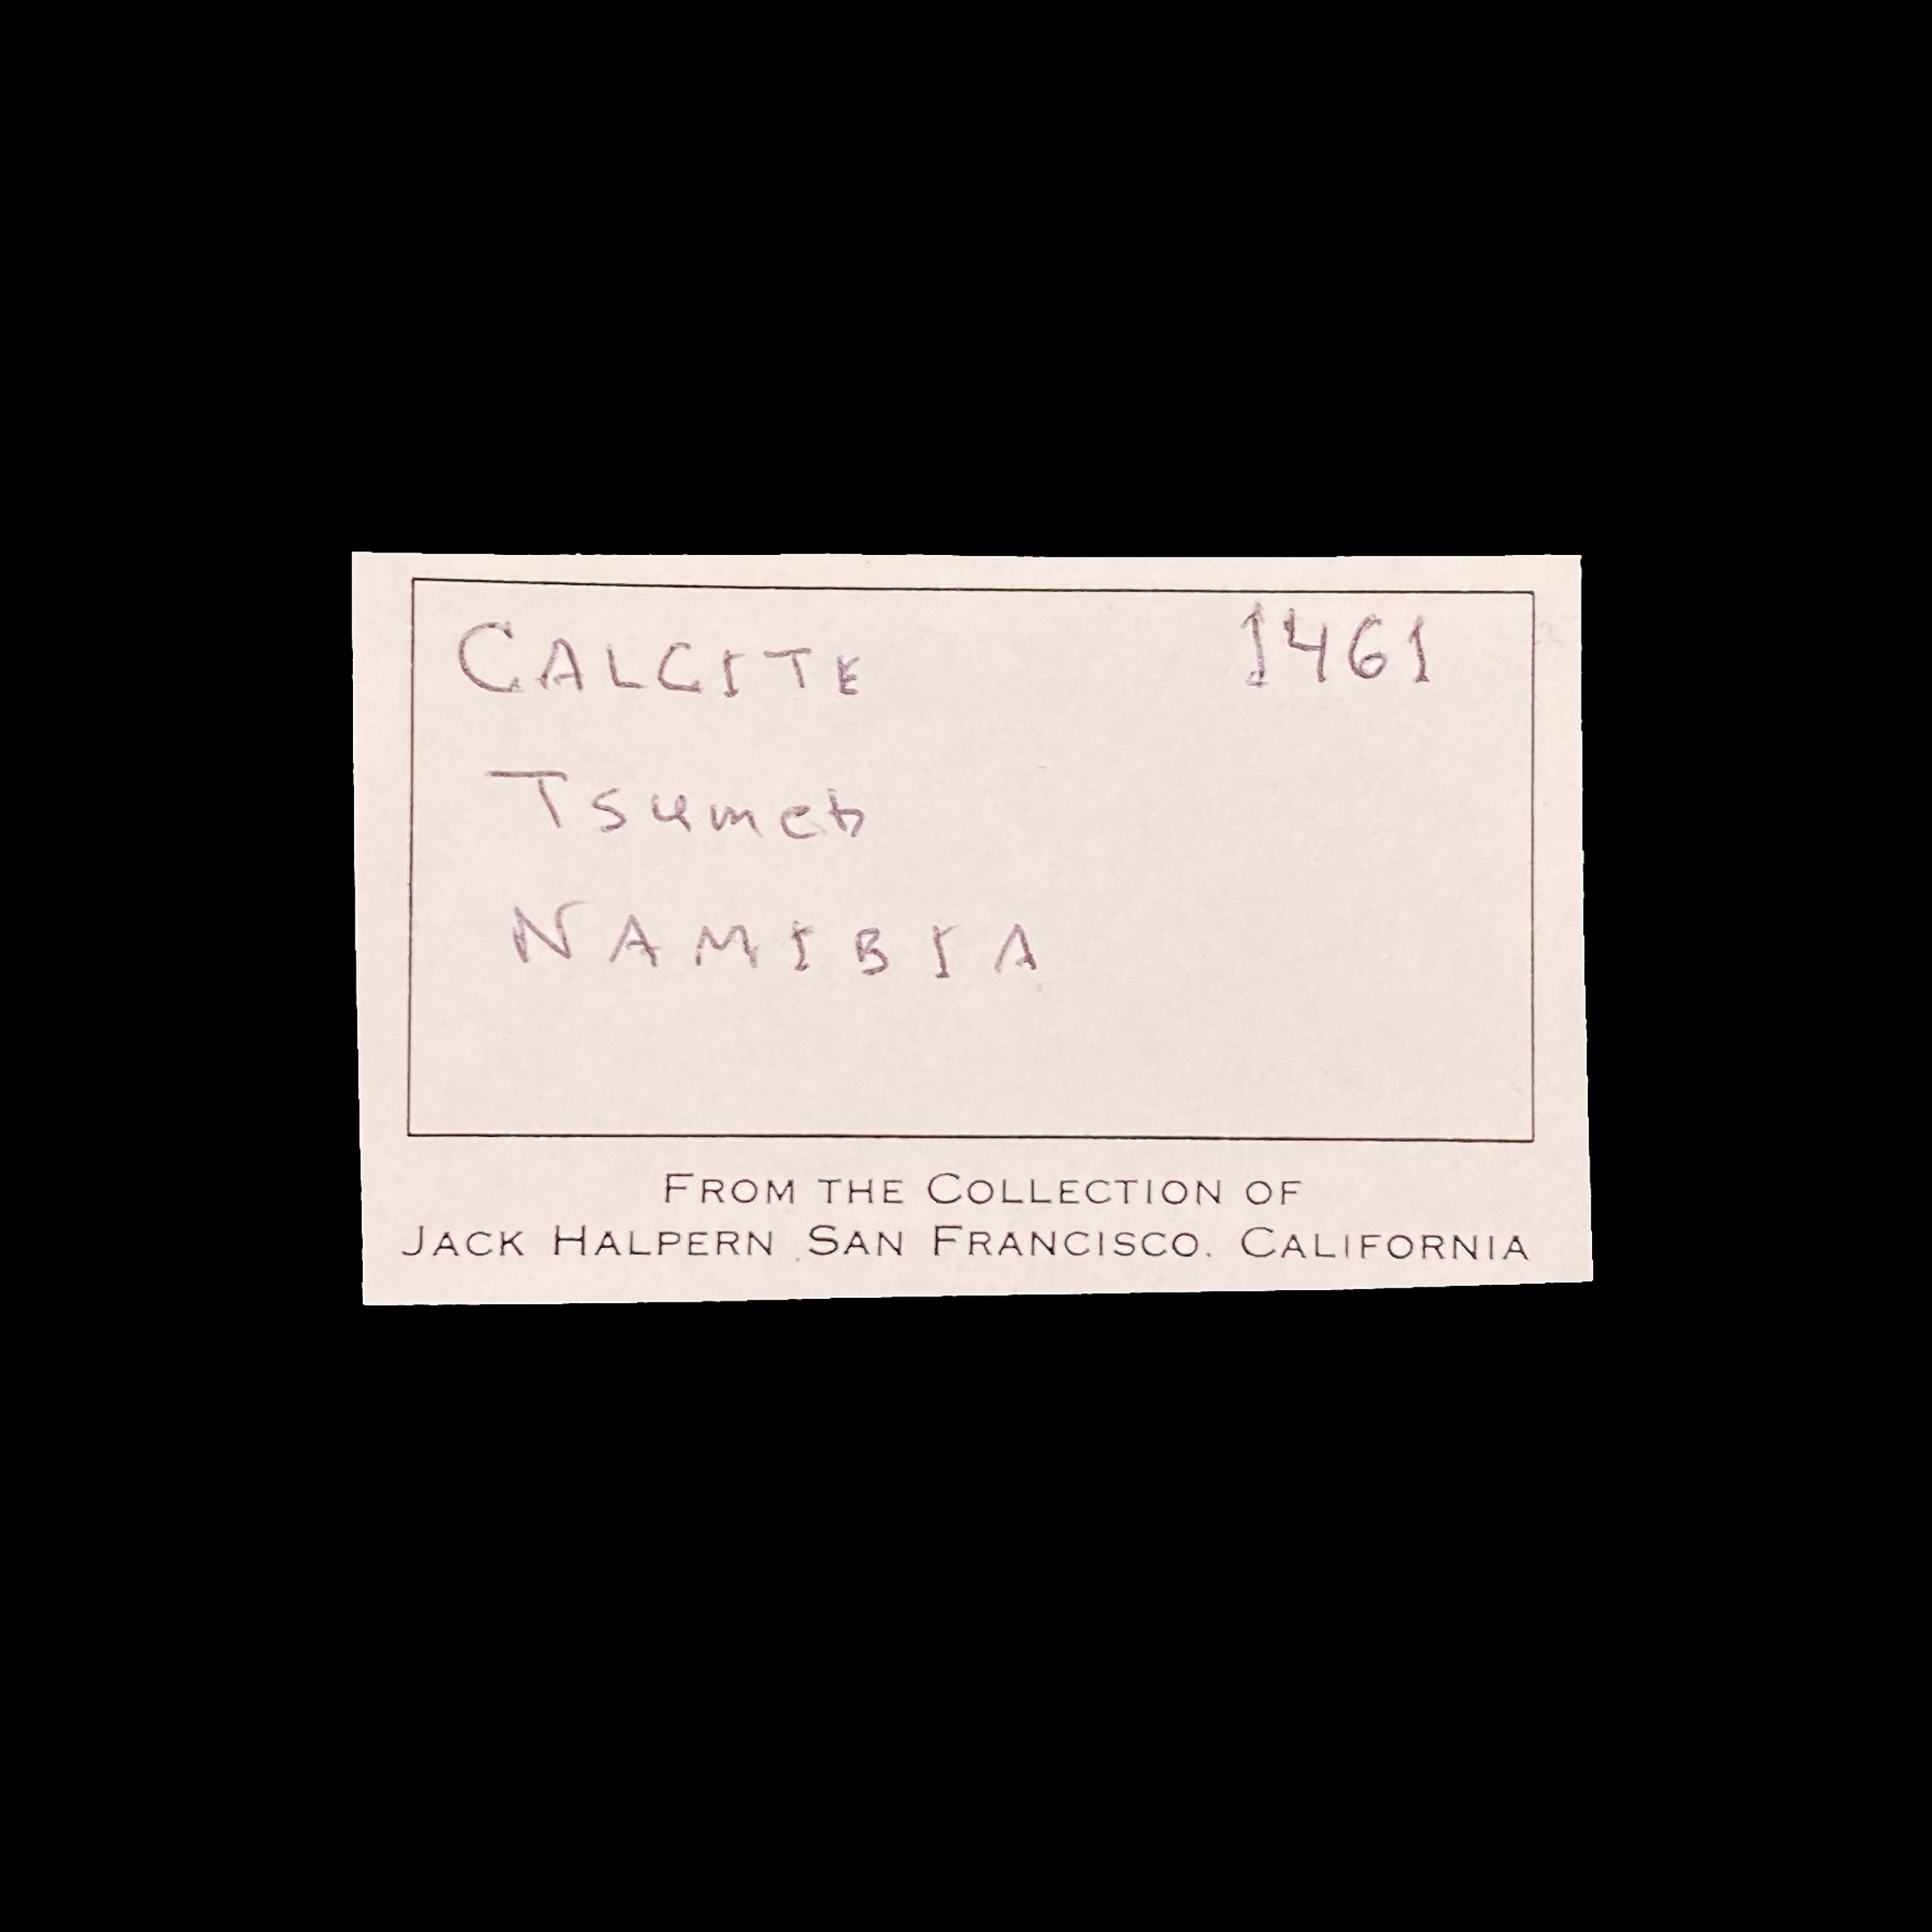 CALCITE 1461
Tsumeb
NAMIBIA
FROM THE COLLECTION OF
JACK HALPERN SAN FRANCISCO. CALIFORNIA